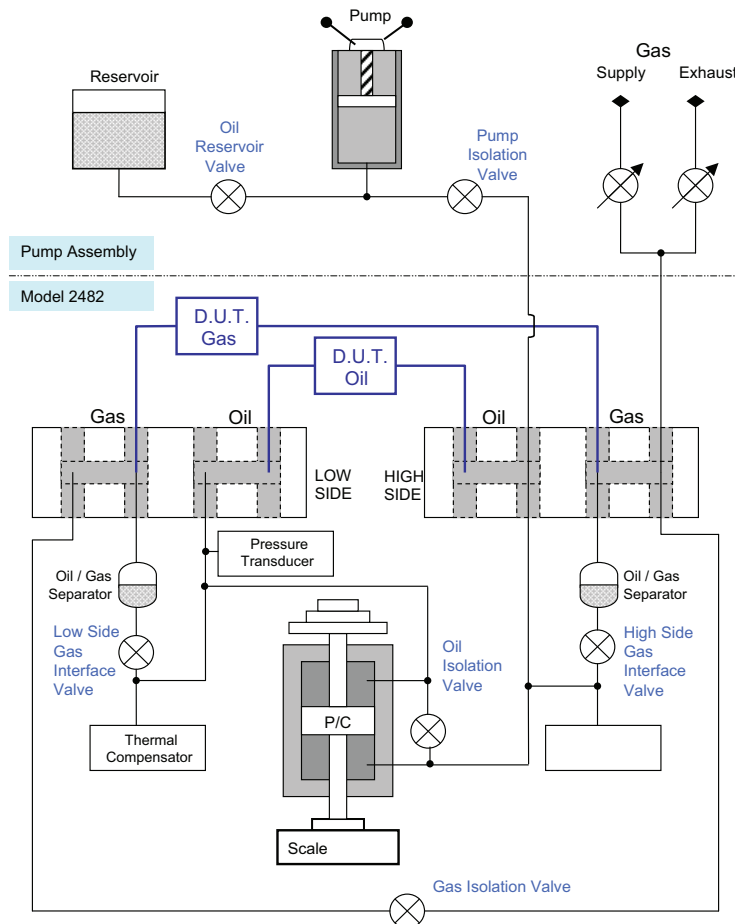 Pump
Gas
Supply
Exhaust
Reservoir
Oil
Reservoir
Valve
Pump
Isolation
Valve
Pump Assembly
Model 2482
D.U.T.
Gas
D.U.T.
Oil
Gas
Oil
LOW
SIDE
HIGH
SIDE
Oil
Gas
Pressure
Transducer
Oil / Gas
Separator
Oil / Gas
Separator
Low Side
Gas
Interface
Valve
Oil
Isolation
Valve
High Side
Gas
Interface
Valve
P/C
Thermal
Compensator
Scale
Gas Isolation Valve